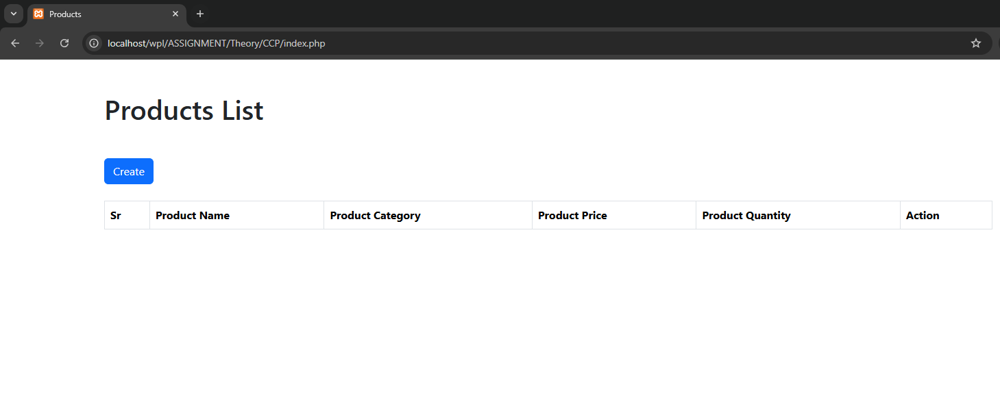 Products
localhost/wpl/ASSIGNMENT/Theory/CCP/index.php
Products List
Create
Sr Product Name Product Category Product Price Product Quantity Action